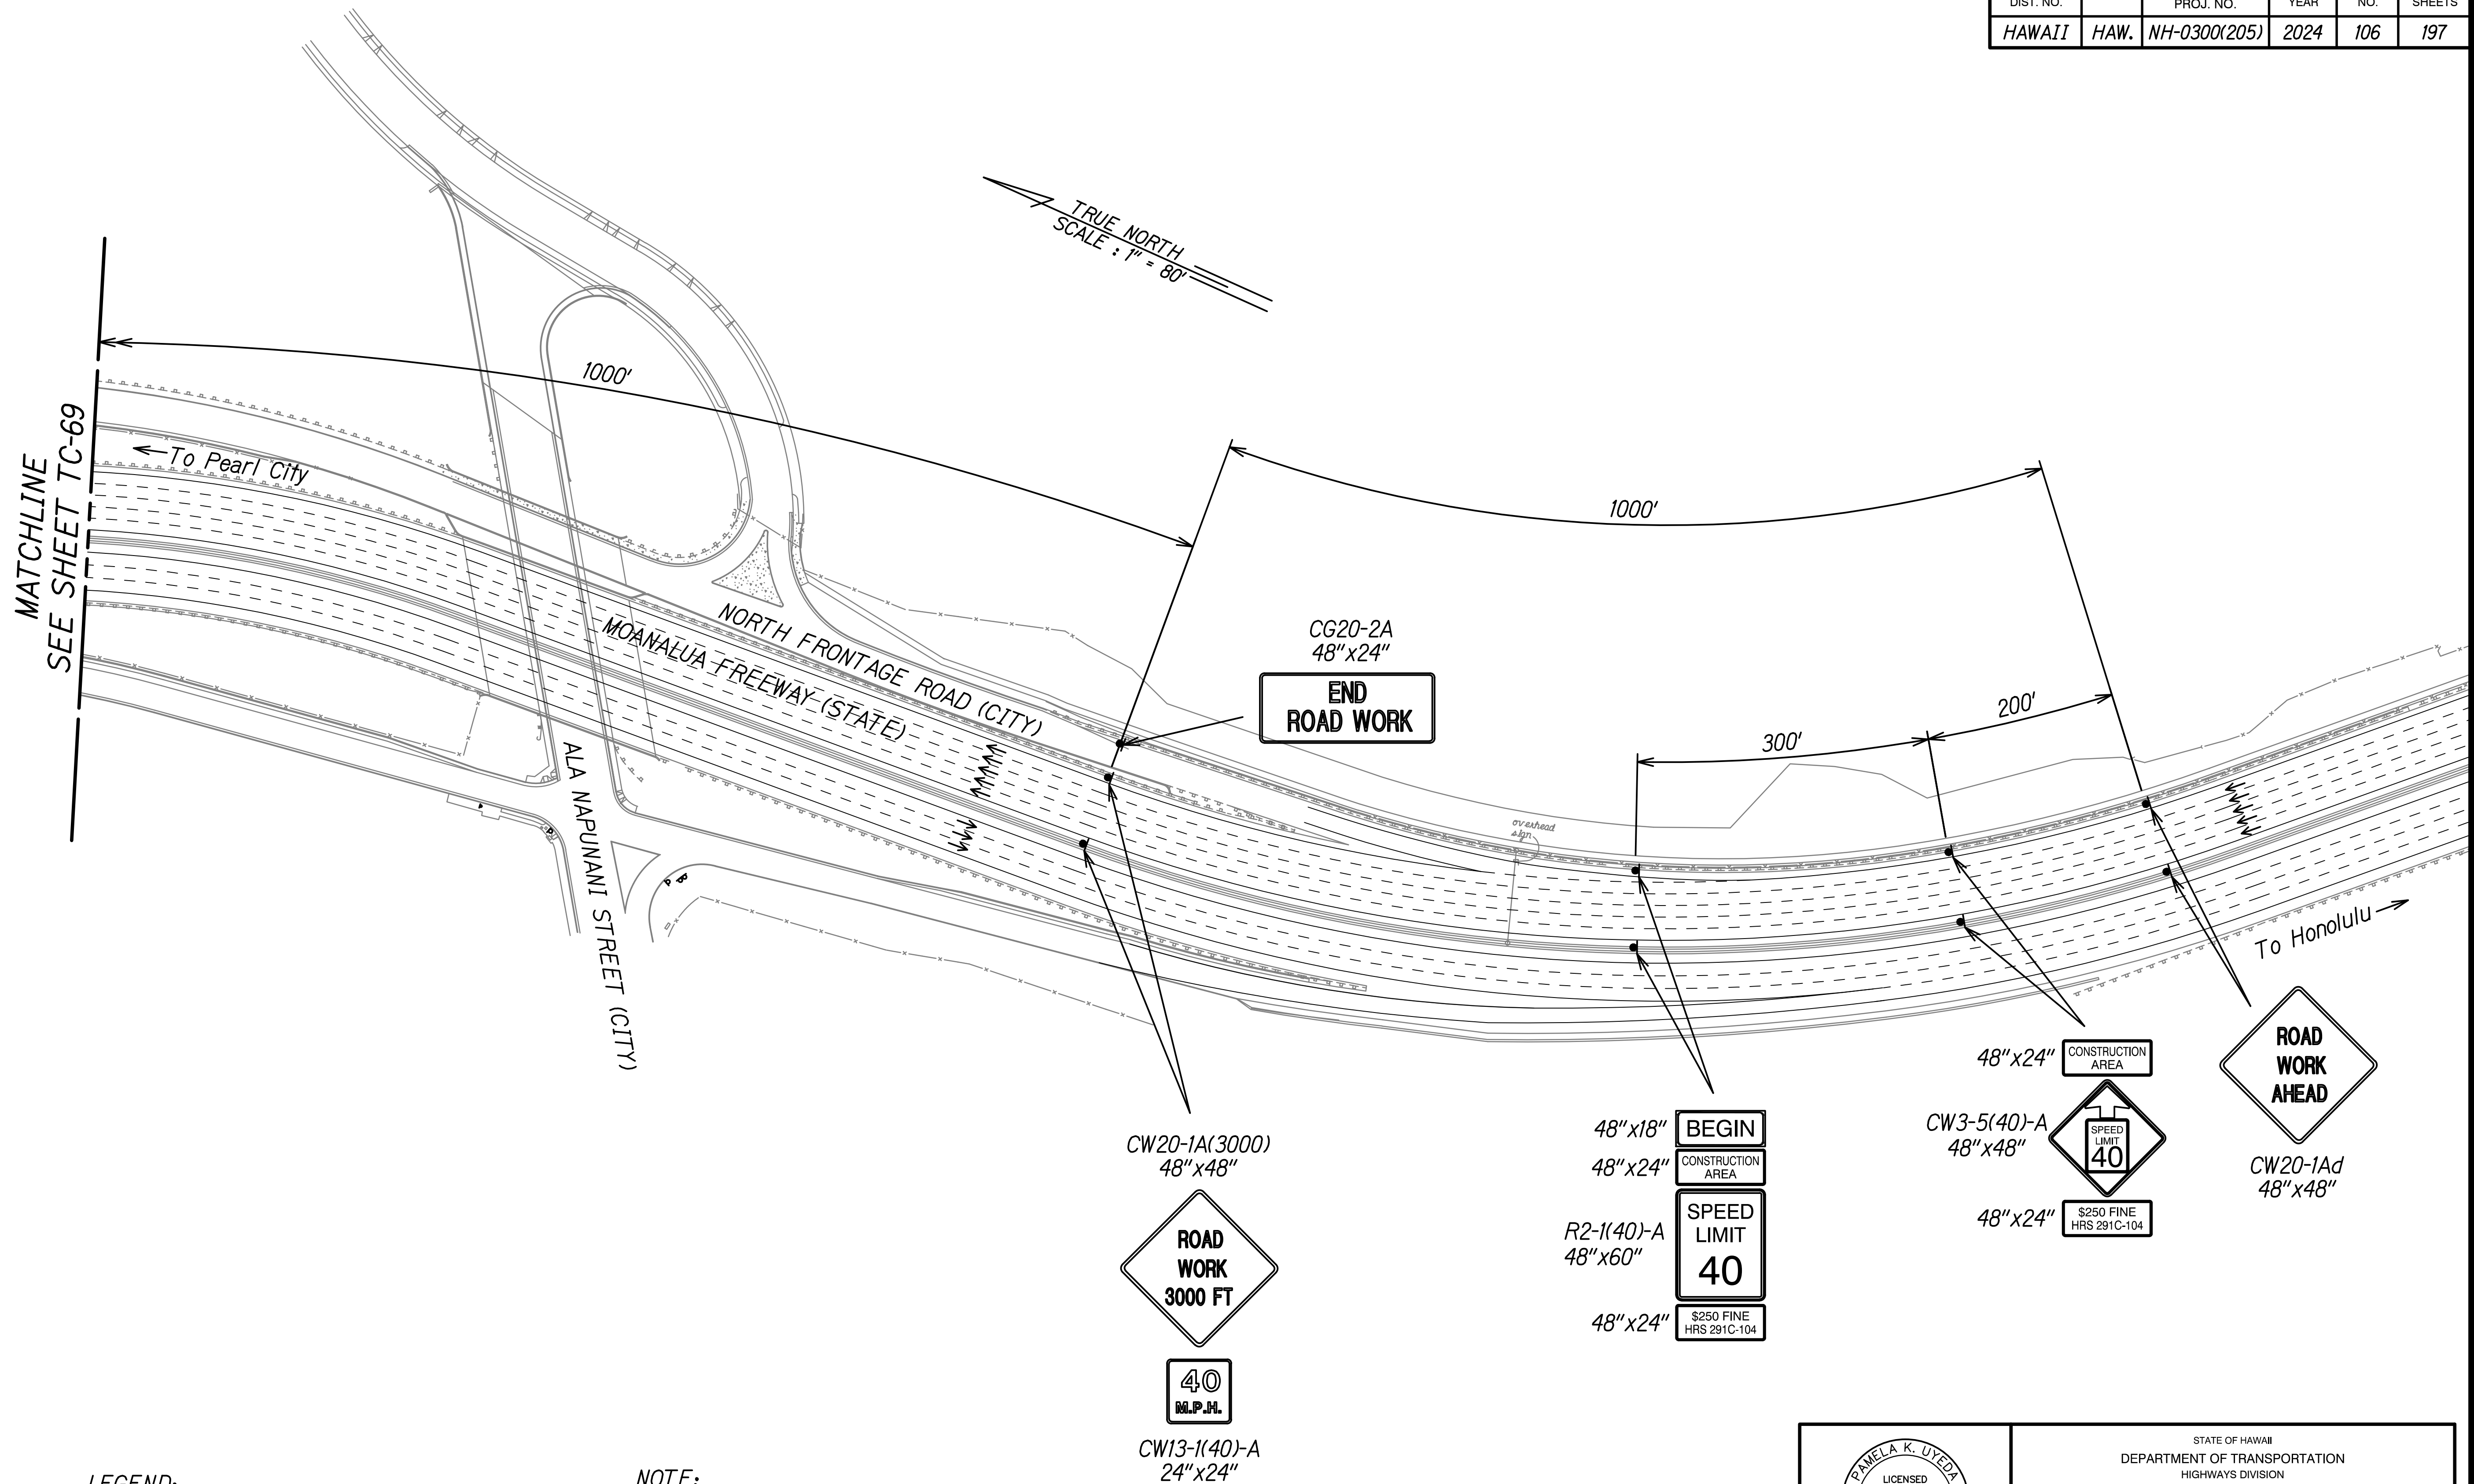 DIST. NO.
PROJ. NO.
YEAR
NO.
SHEETS
HAWAII
HAW.
NH-0300(205)
2024
106
197
TRUE NORTH
SCALE : 1" = 80'
1000'
MATCHLINE
SEE SHEET TC-69
To Pearl City
1000'
NORTH FRONTAGE ROAD (CITY)
MOANALUA FREEWAY (STATE)
ALA NAPUNANI STREET (CITY)
CG20-2A
48"x24"
END
ROAD WORK
300'
200'
overhead
sign
To Honolulu
CW20-1A(3000)
48"x48"
ROAD
WORK
3000 FT
40
M.P.H.
CW13-1(40)-A
24"x24"
48"x18"
BEGIN
48"x24"
CONSTRUCTION
AREA
R2-1(40)-A
48"x60"
SPEED
LIMIT
40
48"x24"
$250 FINE
HRS 291C-104
48"x24"
CONSTRUCTION
AREA
CW3-5(40)-A
48"x48"
SPEED
LIMIT
40
48"x24"
$250 FINE
HRS 291C-104
ROAD
WORK
AHEAD
CW20-1Ad
48"x48"
LEGEND:
NOTE:
PAMELA K. UYEDA
LICENSED
STATE OF HAWAII
DEPARTMENT OF TRANSPORTATION
HIGHWAYS DIVISION